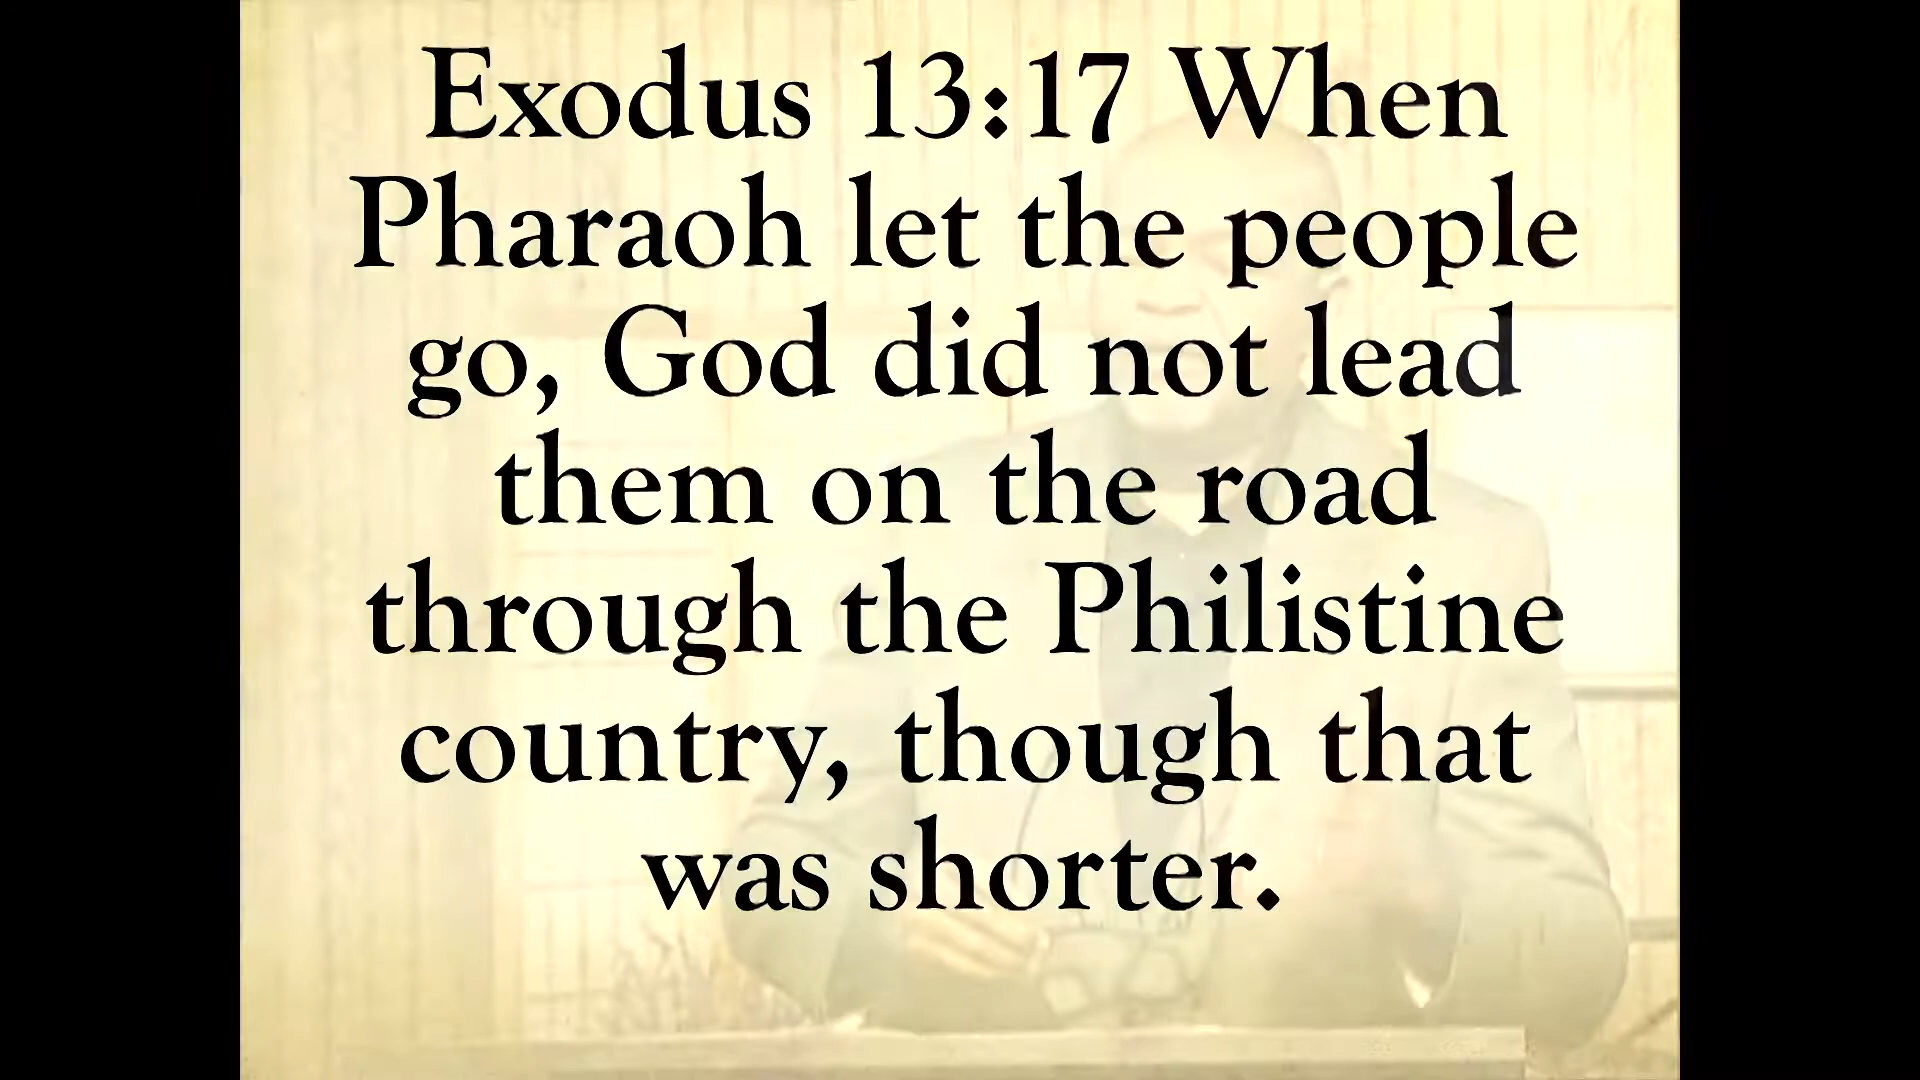 Exodus 13:17 When
Pharaoh let the people
go, God did not lead
them on the road
through the Philistine
country, though that
was shorter.